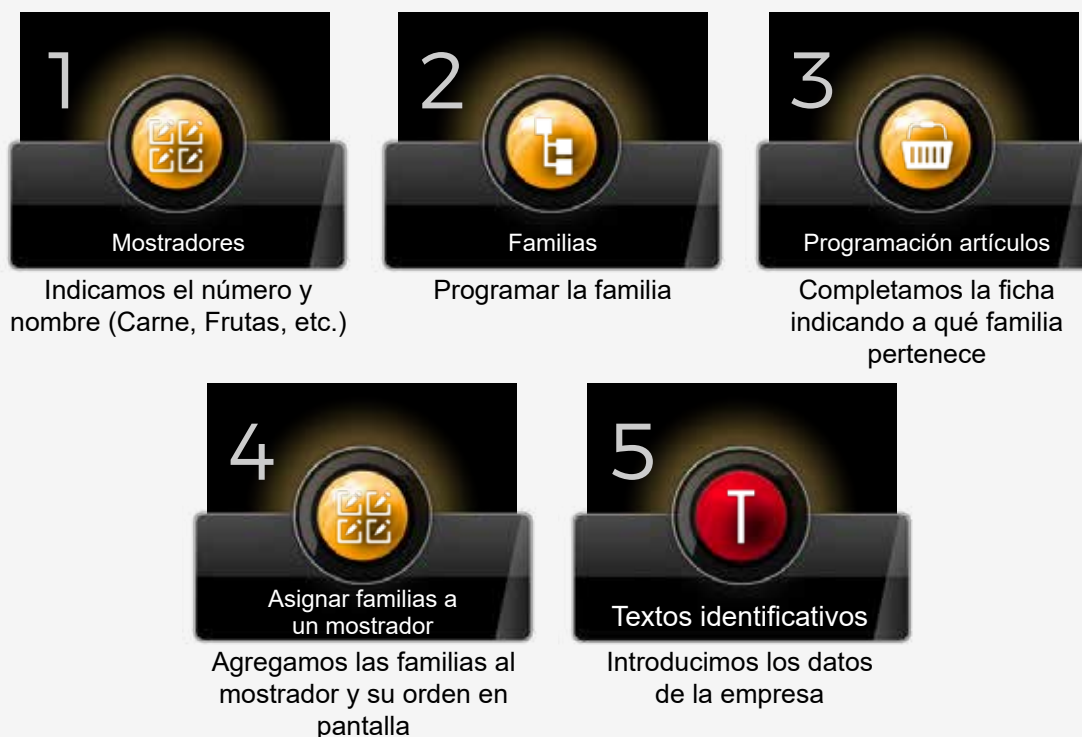 1
Mostradores
Indicamos el número y
nombre (Carne, Frutas, etc.)
2
Familias
Programar la familia
3
Programación artículos
Completamos la ficha
indicando a qué familia
pertenece
4
Asignar familias a
un mostrador
Agregamos las familias al
mostrador y su orden en
pantalla
5
T
Textos identificativos
Introducimos los datos
de la empresa